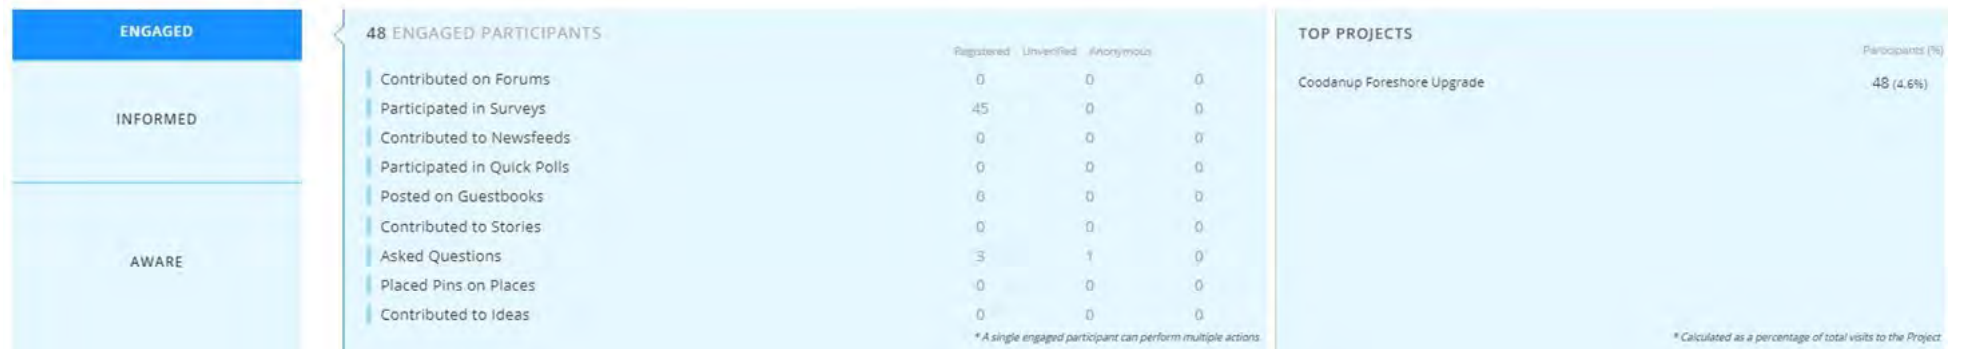 ENGAGED
INFORMED
AWARE
48 ENGAGED PARTICIPANTS
Registered Unverified Anonymous
Contributed on Forums 0 0 0
Participated in Surveys 45 0 0
Contributed to Newsfeeds 0 0 0
Participated in Quick Polls 0 0 0
Posted on Guestbooks 0 0 0
Contributed to Stories 0 0 0
Asked Questions 3 1 0
Placed Pins on Places 0 0 0
Contributed to Ideas 0 0 0
* A single engaged participant can perform multiple actions
TOP PROJECTS
Participants (%)
Coodanup Foreshore Upgrade 48 (4.6%)
* Calculated as a percentage of total visits to the Project